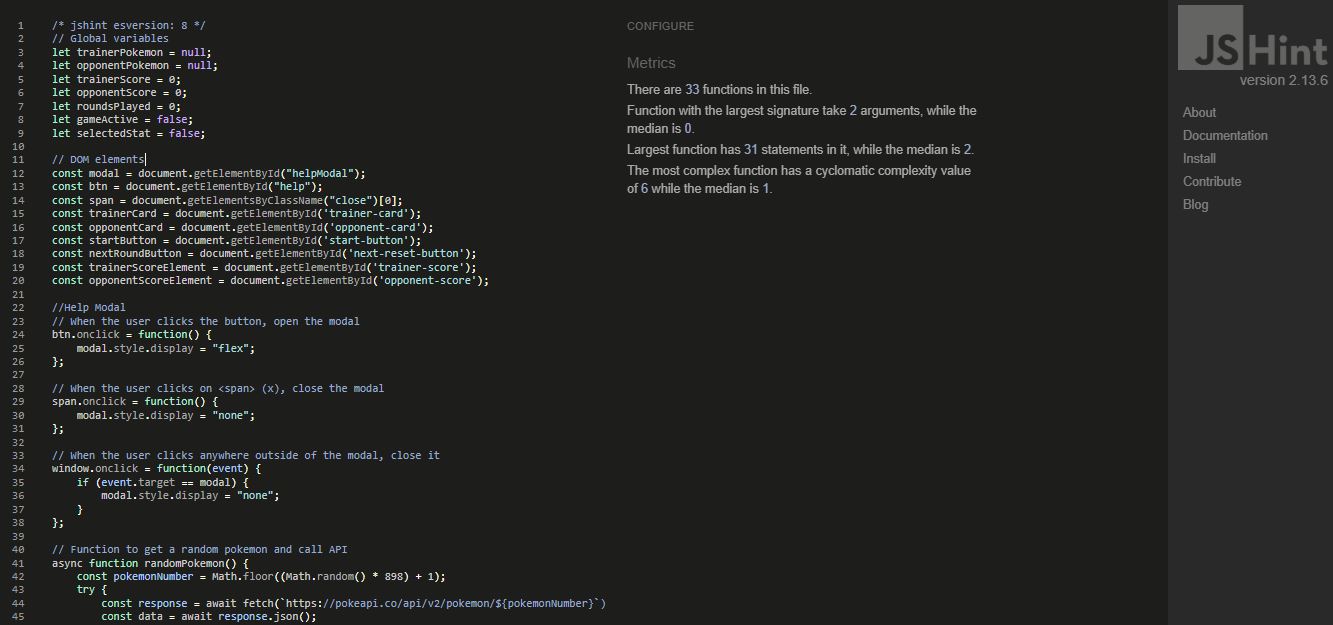 1 /* jshint esversion: 8 */
2 // Global variables
3 let trainerPokemon = null;
4 let opponentPokemon = null;
5 let trainerScore = 0;
6 let opponentScore = 0;
7 let roundsPlayed = 0;
8 let gameActive = false;
9 let selectedStat = false;
10
11 // DOM elements
12 const modal = document.getElementById("helpModal");
13 const btn = document.getElementById("help");
14 const span = document.getElementsByClassName("close")[0];
15 const trainerCard = document.getElementById('trainer-card');
16 const opponentCard = document.getElementById('opponent-card');
17 const startButton = document.getElementById('start-button');
18 const nextRoundButton = document.getElementById('next-reset-button');
19 const trainerScoreElement = document.getElementById('trainer-score');
20 const opponentScoreElement = document.getElementById('opponent-score');
21
22 //Help Modal
23 // When the user clicks the button, open the modal
24 btn.onclick = function() {
25 modal.style.display = "flex";
26 };
27
28 // When the user clicks on <span> (x), close the modal
29 span.onclick = function() {
30 modal.style.display = "none";
31 };
32
33 // When the user clicks anywhere outside of the modal, close it
34 window.onclick = function(event) {
35 if (event.target == modal) {
36 modal.style.display = "none";
37 }
38 };
39
40 // Function to get a random pokemon and call API
41 async function randomPokemon() {
42 const pokemonNumber = Math.floor((Math.random() * 898) + 1);
43 try {
44 const response = await fetch(`https://pokeapi.co/api/v2/pokemon/${pokemonNumber}`)
45 const data = await response.json();
CONFIGURE
Metrics
There are 33 functions in this file.
Function with the largest signature take 2 arguments, while the
median is 0.
Largest function has 31 statements in it, while the median is 2.
The most complex function has a cyclomatic complexity value
of 6 while the median is 1.
JSHint
version 2.13.6
About
Documentation
Install
Contribute
Blog